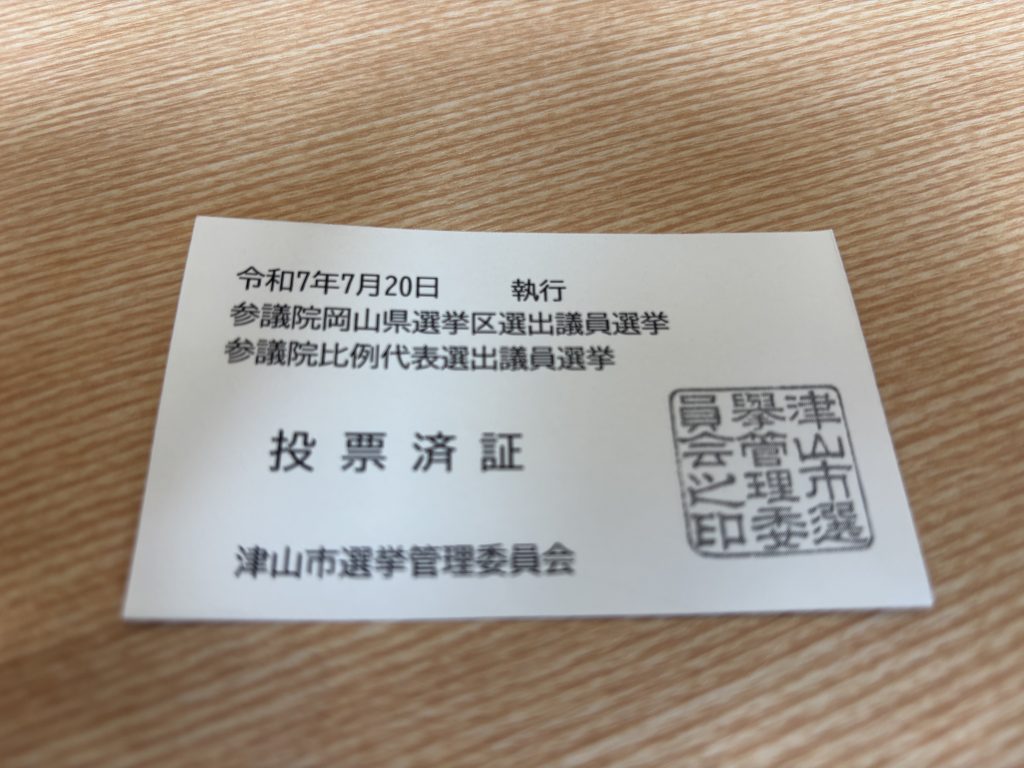 令和7年7月20日 執行
参議院岡山県選挙区選出議員選挙
参議院比例代表選出議員選挙
投票済証
津山市選挙管理委員会
津山市選
挙管理委
員会之印